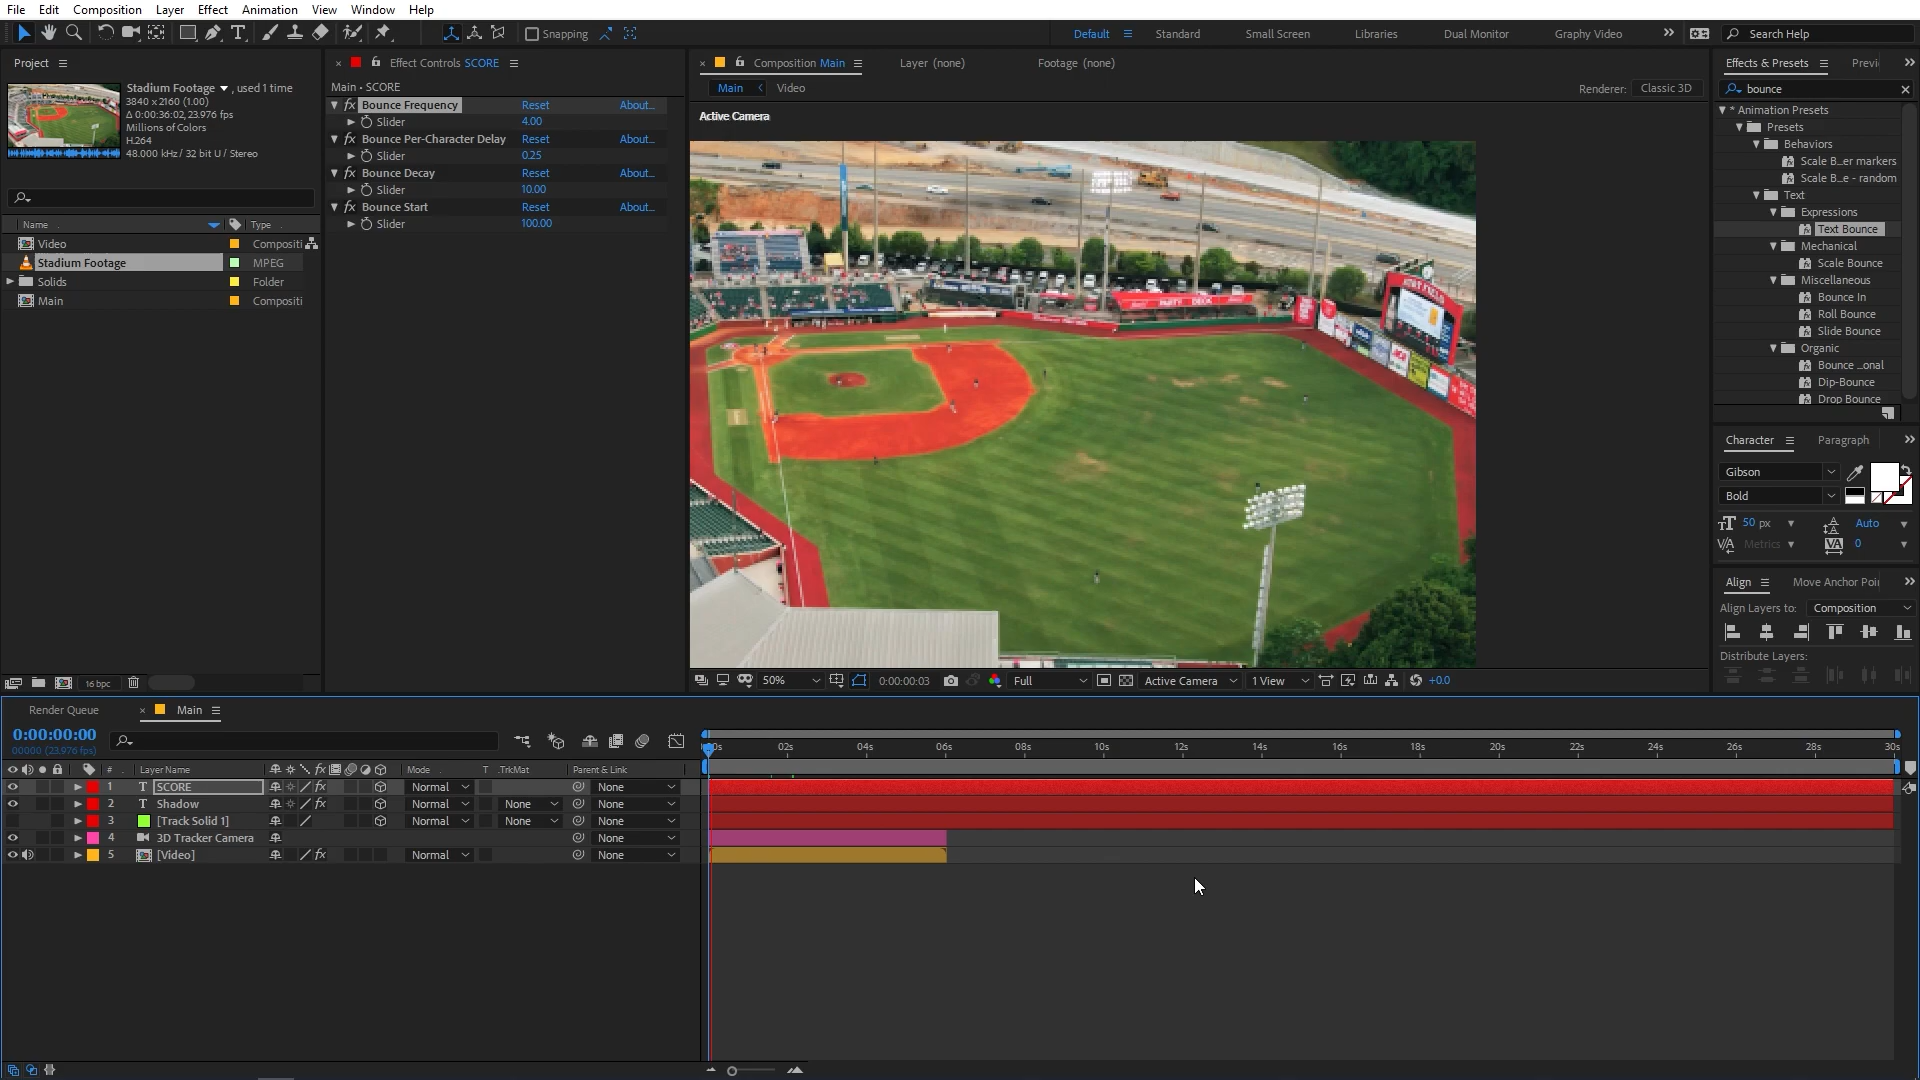 File Edit Composition Layer Effect Animation View Window Help
Snapping Default Standard Small Screen Libraries Dual Monitor Graphy Video Search Help
Project
Stadium Footage , used 1 time
3840 x 2160 (1.00)
Δ 0:00:36:02, 23.976 fps
Millions of Colors
H.264
48.000 kHz / 32 bit U / Stereo
Name Type
Video Compositi
Stadium Footage MPEG
Solids Folder
Main Compositi
16 bpc
Effect Controls SCORE
Main • SCORE
fx Bounce Frequency Reset About...
Slider 4.00
fx Bounce Per-Character Delay Reset About...
Slider 0.25
fx Bounce Decay Reset About...
Slider 10.00
fx Bounce Start Reset About...
Slider 100.00
Composition Main Layer (none) Footage (none)
Main Video Renderer: Classic 3D
Active Camera
50% 0:00:00:03 Full Active Camera 1 View +0.0
Effects & Presets Previ
bounce
* Animation Presets
Presets
Behaviors
Scale B...er markers
Scale B...e - random
Text
Expressions
Text Bounce
Mechanical
Scale Bounce
Miscellaneous
Bounce In
Roll Bounce
Slide Bounce
Organic
Bounce ...onal
Dip-Bounce
Drop Bounce
Character Paragraph
Gibson
Bold
50 px Auto
Metrics 0
Align Move Anchor Poi
Align Layers to: Composition
Distribute Layers:
Render Queue Main
0:00:00:00
00000 (23.976 fps)
02s 04s 06s 08s 10s 12s 14s 16s 18s 20s 22s 24s 26s 28s 30s
# Layer Name fx Mode T .TrkMat Parent & Link
1 T SCORE fx Normal None
2 T Shadow fx Normal None None
3 [Track Solid 1] Normal None None
4 3D Tracker Camera None
5 [Video] fx Normal None